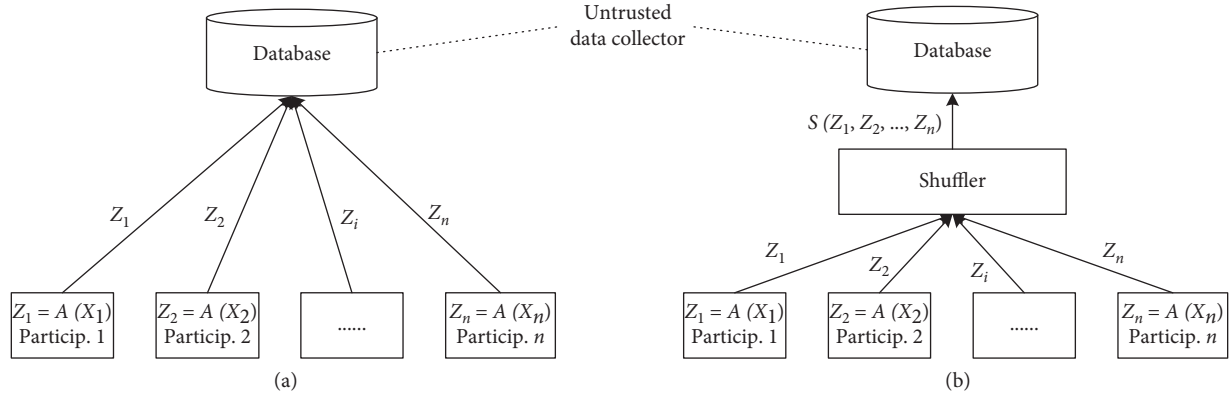 Untrusted
data collector
Database
Z1
Z2
Zi
Zn
Z1 = A (X1)
Particip. 1
Z2 = A (X2)
Particip. 2
......
Zn = A (Xn)
Particip. n
(a)
Database
S (Z1, Z2, ..., Zn)
Shuffler
Z1
Z2
Zi
Zn
Z1 = A (X1)
Particip. 1
Z2 = A (X2)
Particip. 2
......
Zn = A (Xn)
Particip. n
(b)